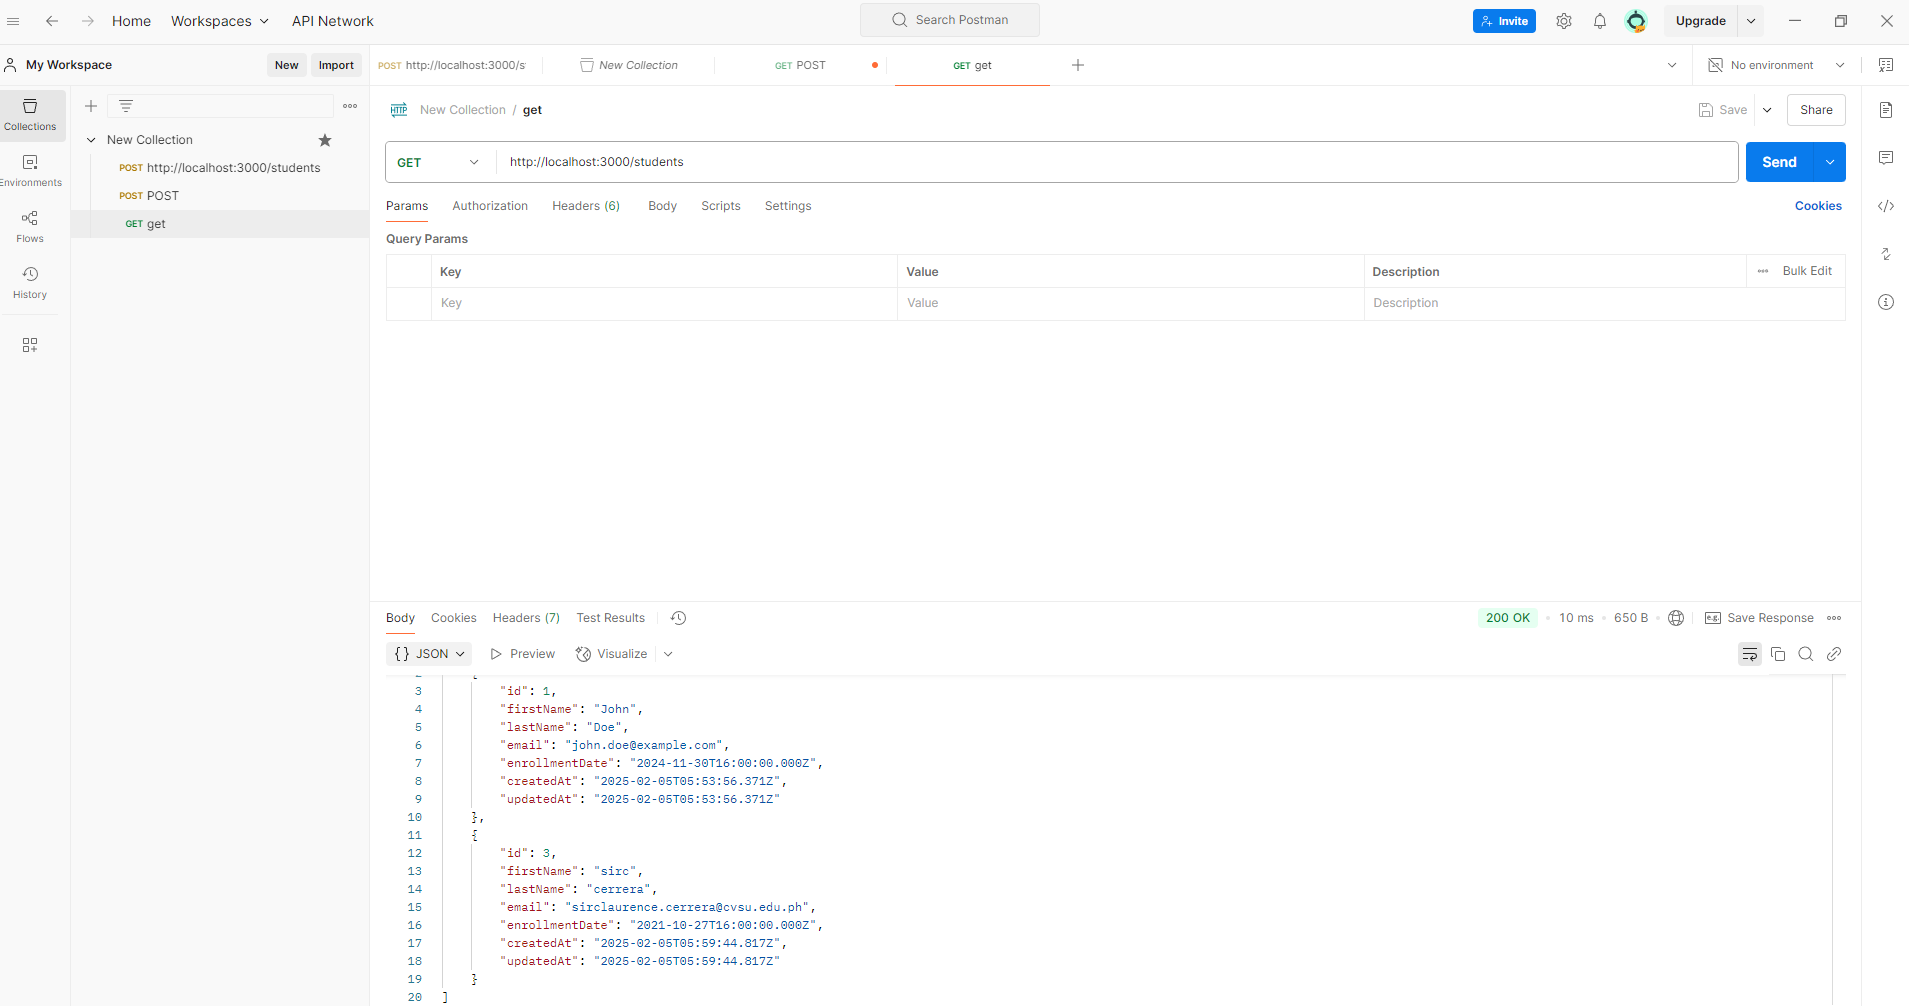 Home Workspaces API Network Search Postman Invite Upgrade
My Workspace New Import POST http://localhost:3000/s New Collection GET POST GET get No environment
Collections
Environments
Flows
History
New Collection
POST http://localhost:3000/students
POST POST
GET get
HTTP New Collection / get Save Share
GET http://localhost:3000/students Send
Params Authorization Headers (6) Body Scripts Settings Cookies
Query Params
Key Value Description Bulk Edit
Key Value Description
Body Cookies Headers (7) Test Results 200 OK • 10 ms • 650 B • e.g. Save Response
{} JSON Preview Visualize
2 {
3 "id": 1,
4 "firstName": "John",
5 "lastName": "Doe",
6 "email": "john.doe@example.com",
7 "enrollmentDate": "2024-11-30T16:00:00.000Z",
8 "createdAt": "2025-02-05T05:53:56.371Z",
9 "updatedAt": "2025-02-05T05:53:56.371Z"
10 },
11 {
12 "id": 3,
13 "firstName": "sirc",
14 "lastName": "cerrera",
15 "email": "sirclaurence.cerrera@cvsu.edu.ph",
16 "enrollmentDate": "2021-10-27T16:00:00.000Z",
17 "createdAt": "2025-02-05T05:59:44.817Z",
18 "updatedAt": "2025-02-05T05:59:44.817Z"
19 }
20 ]